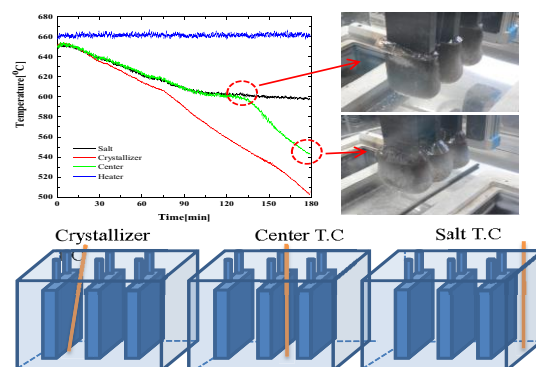 680
660
640
620
600
580
560
540
520
500
Temperature[⁰C]
Salt
Crystallizer
Center
Heater
0
30
60
90
120
150
180
Time[min]
Crystallizer
Center T.C
Salt T.C